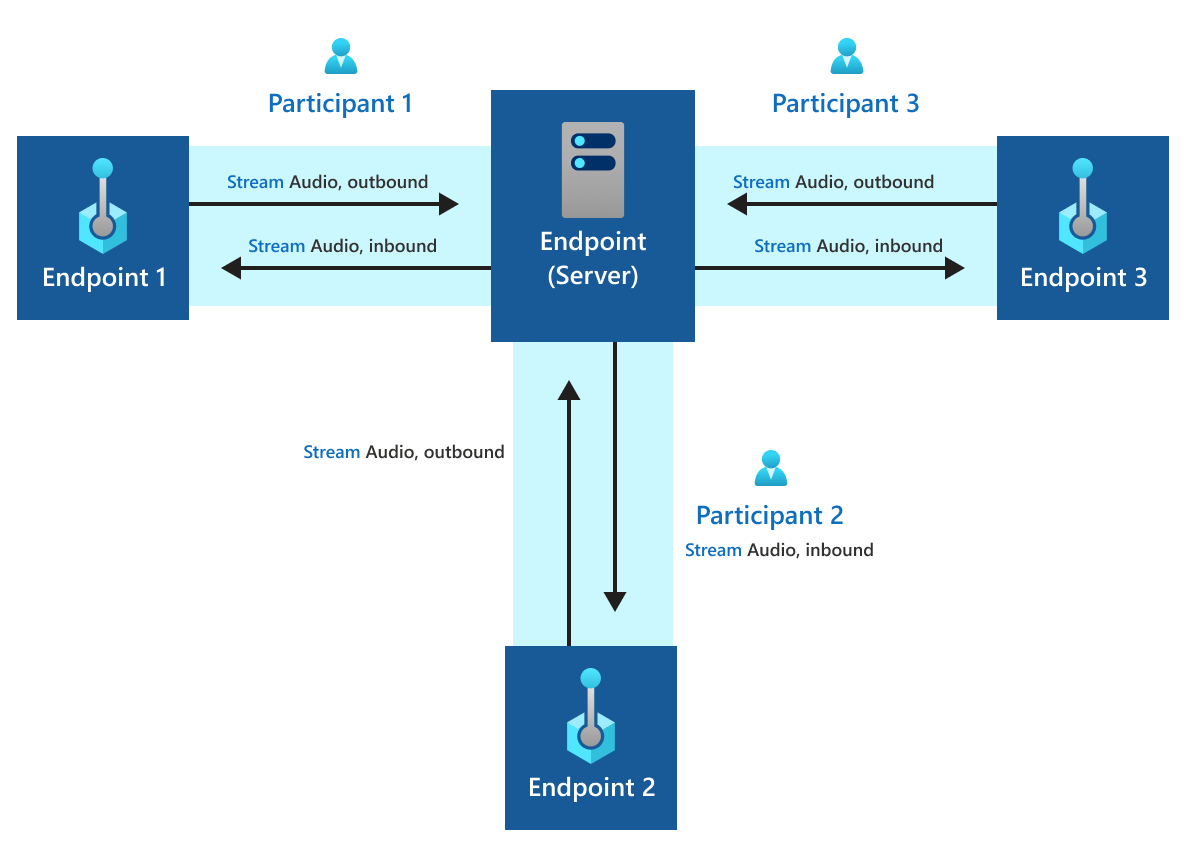 Participant 1
Participant 3
Stream Audio, outbound
Stream Audio, outbound
Stream Audio, inbound
Stream Audio, inbound
Endpoint 1
Endpoint
(Server)
Endpoint 3
Stream Audio, outbound
Participant 2
Stream Audio, inbound
Endpoint 2